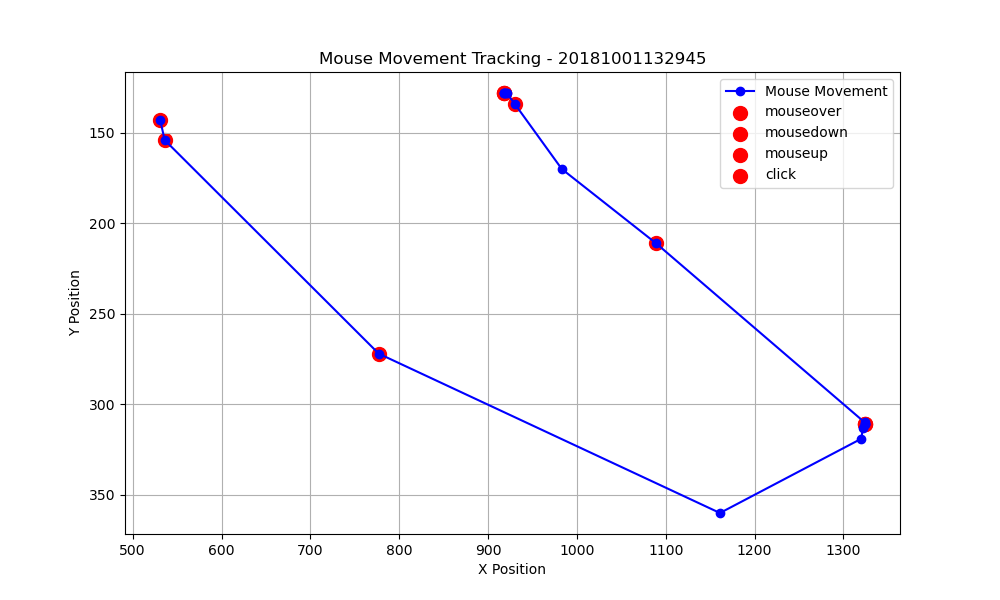 Mouse Movement Tracking - 20181001132945
Mouse Movement
mouseover
mousedown
mouseup
click
Y Position
150
200
250
300
350
500 600 700 800 900 1000 1100 1200 1300
X Position